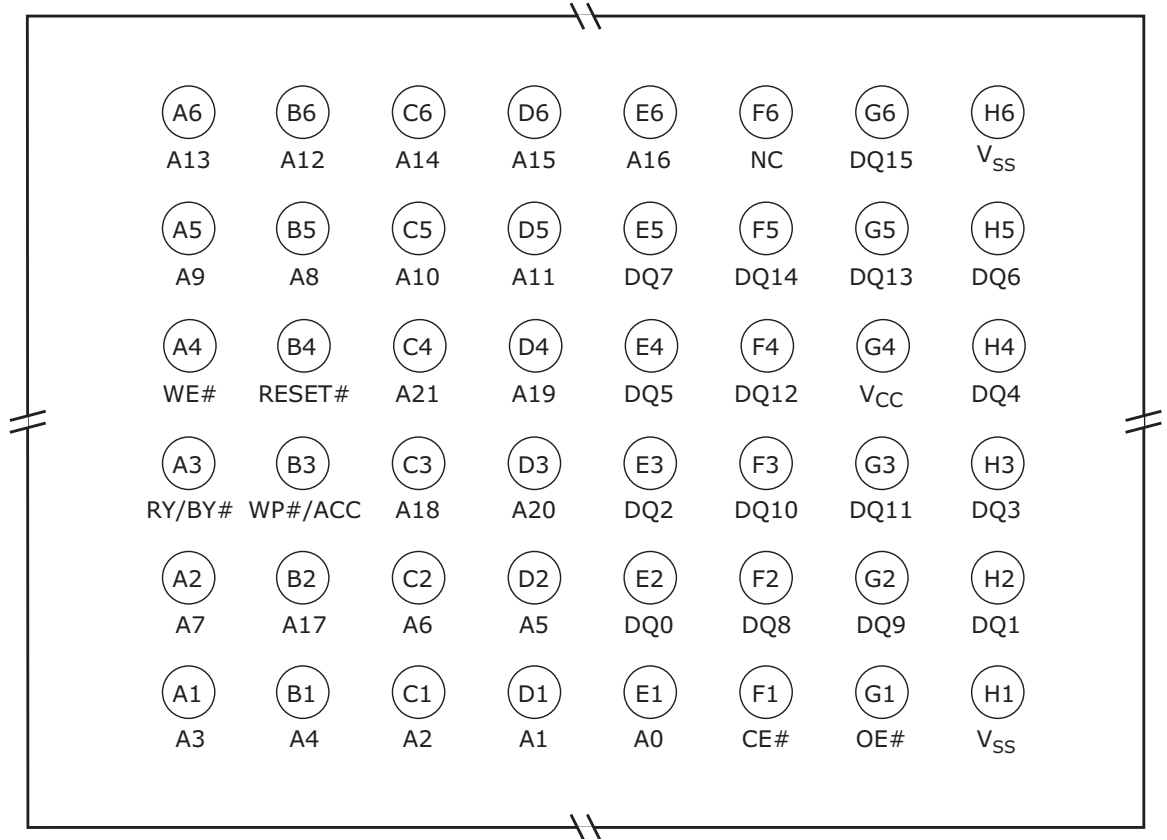 A6 B6 C6 D6 E6 F6 G6 H6
A13 A12 A14 A15 A16 NC DQ15 VSS
A5 B5 C5 D5 E5 F5 G5 H5
A9 A8 A10 A11 DQ7 DQ14 DQ13 DQ6
A4 B4 C4 D4 E4 F4 G4 H4
WE# RESET# A21 A19 DQ5 DQ12 VCC DQ4
A3 B3 C3 D3 E3 F3 G3 H3
RY/BY# WP#/ACC A18 A20 DQ2 DQ10 DQ11 DQ3
A2 B2 C2 D2 E2 F2 G2 H2
A7 A17 A6 A5 DQ0 DQ8 DQ9 DQ1
A1 B1 C1 D1 E1 F1 G1 H1
A3 A4 A2 A1 A0 CE# OE# VSS